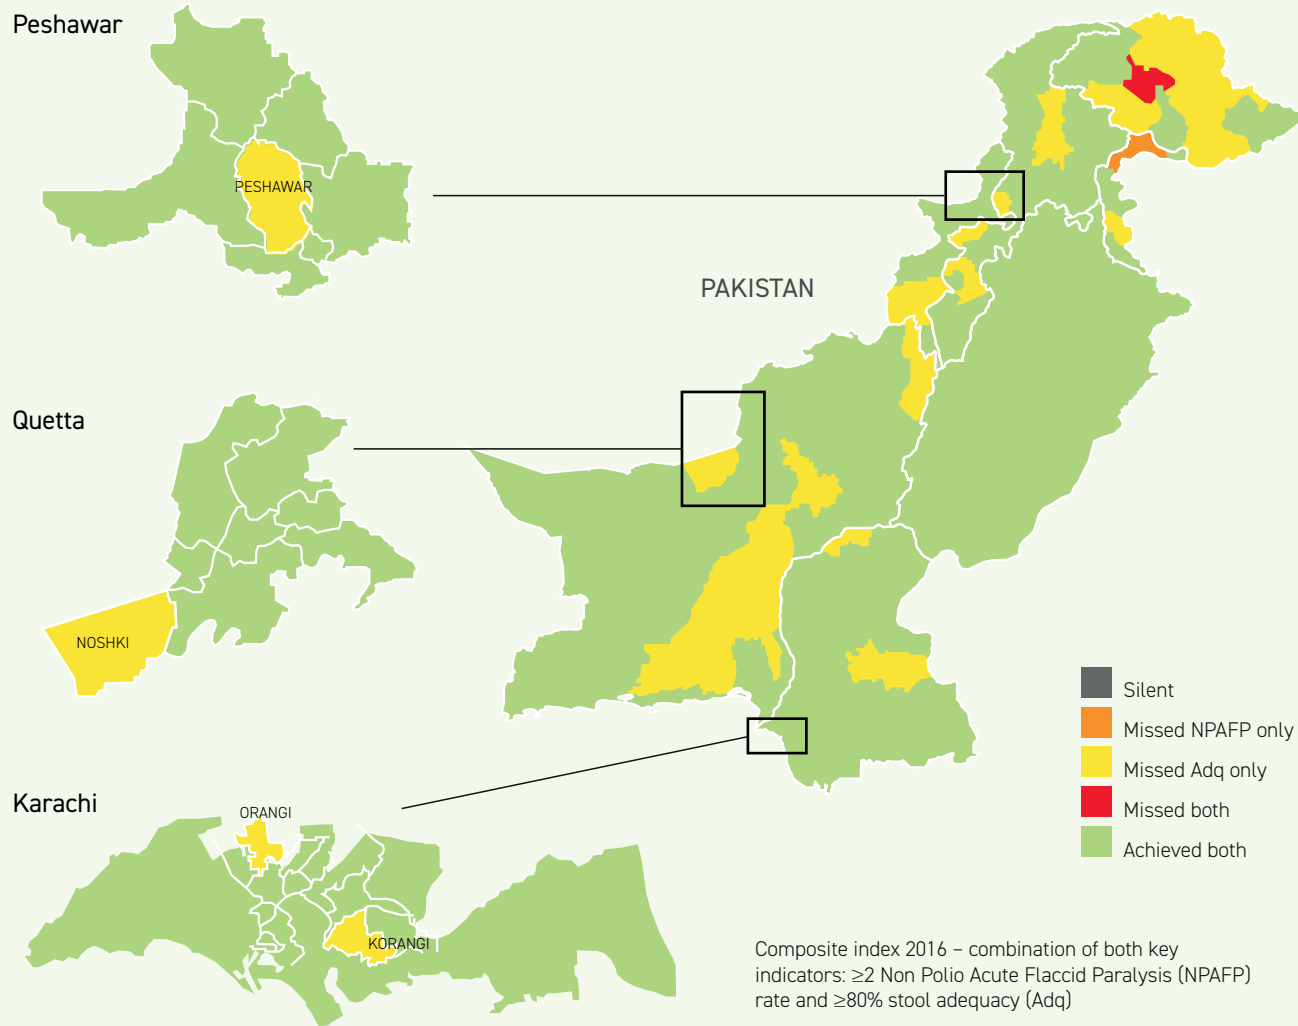 Peshawar
PESHAWAR
PAKISTAN
Quetta
NOSHKI
Silent
Missed NPAFP only
Missed Adq only
Missed both
Achieved both
Karachi
ORANGI
KORANGI
Composite index 2016 – combination of both key
indicators: ≥2 Non Polio Acute Flaccid Paralysis (NPAFP)
rate and ≥80% stool adequacy (Adq)